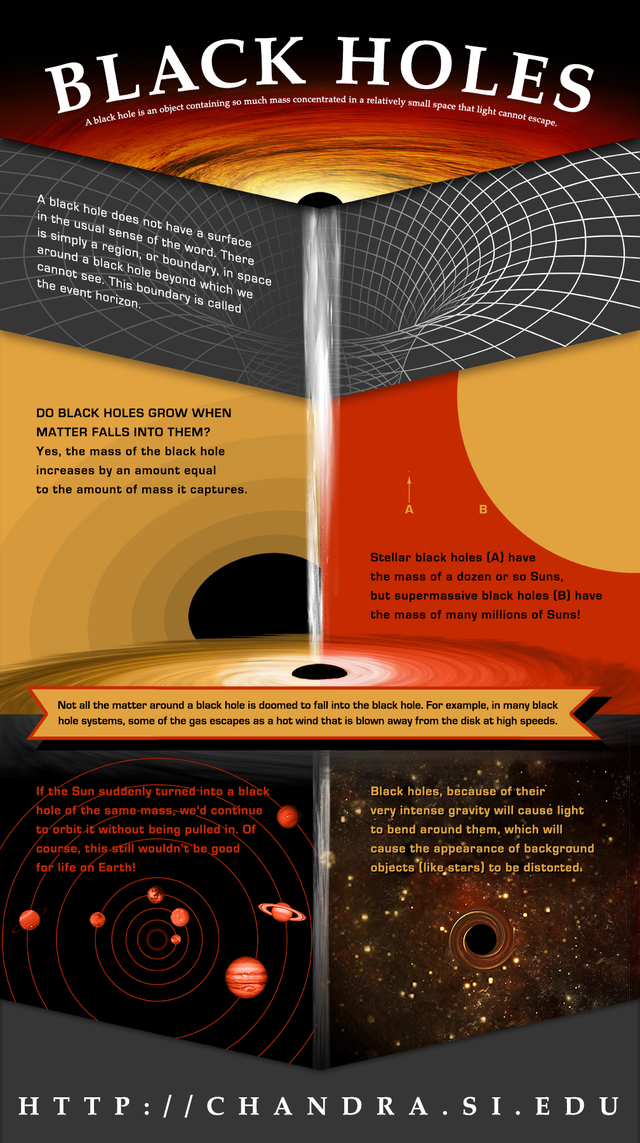 BLACK HOLES
A black hole is an object containing so much mass concentrated in a relatively small space that light cannot escape.
A black hole does not have a surface
in the usual sense of the word. There
is simply a region, or boundary, in space
around a black hole beyond which we
cannot see. This boundary is called
the event horizon.
DO BLACK HOLES GROW WHEN
MATTER FALLS INTO THEM?
Yes, the mass of the black hole
increases by an amount equal
to the amount of mass it captures.
A B
Stellar black holes (A) have
the mass of a dozen or so Suns,
but supermassive black holes (B) have
the mass of many millions of Suns!
Not all the matter around a black hole is doomed to fall into the black hole. For example, in many black
hole systems, some of the gas escapes as a hot wind that is blown away from the disk at high speeds.
If the Sun suddenly turned into a black
hole of the same mass, we'd continue
to orbit it without being pulled in. Of
course, this still wouldn't be good
for life on Earth!
Black holes, because of their
very intense gravity will cause light
to bend around them, which will
cause the appearance of background
objects (like stars) to be distorted.
HTTP://CHANDRA.SI.EDU